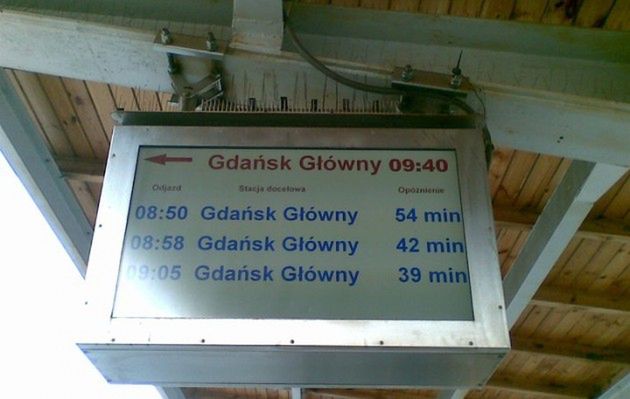 Gdańsk Główny 09:40
Odjazd Stacja docelowa Opóźnienie
08:50 Gdańsk Główny 54 min
08:58 Gdańsk Główny 42 min
09:05 Gdańsk Główny 39 min